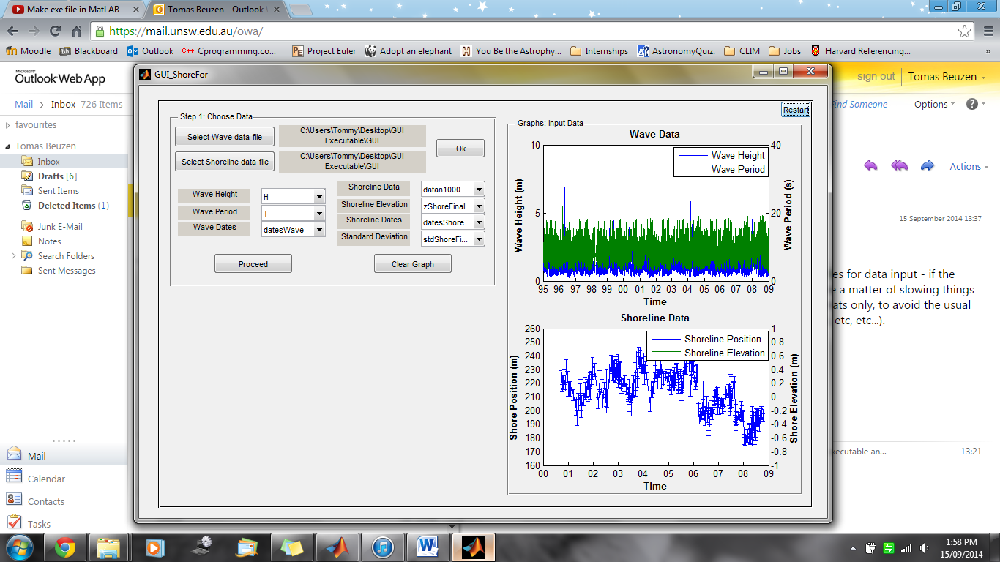 Make exe file in MatLAB -
Tomas Beuzen - Outlook
https://mail.unsw.edu.au/owa/
Moodle
Blackboard
Outlook
Cprogramming.co...
Project Euler
Adopt an elephant
You Be the Astrophy...
Internships
AstronomyQuiz.
CLIM
Jobs
Harvard Referencing...
»
Microsoft
Outlook Web App
sign out
Tomas Beuzen
Mail > Inbox 726 Items
ind Someone
Options
?
favourites
Tomas Beuzen
Inbox
Drafts [6]
Sent Items
Deleted Items (1)
Junk E-Mail
Notes
Search Folders
Sent Messages
Mail
Calendar
Contacts
Tasks
GUI_ShoreFor
Restart
Step 1: Choose Data
Select Wave data file
C:\Users\Tommy\Desktop\GUI
Executable\GUI
Ok
Select Shoreline data file
C:\Users\Tommy\Desktop\GUI
Executable\GUI
Wave Height
H
Wave Period
T
Wave Dates
datesWave
Shoreline Data
datan1000
Shoreline Elevation
zShoreFinal
Shoreline Dates
datesShore
Standard Deviation
stdShoreFi...
Proceed
Clear Graph
Graphs: Input Data
Wave Data
Wave Height
Wave Period
Wave Height (m)
10
5
0
Wave Period (s)
40
20
0
95 96 97 98 99 00 01 02 03 04 05 06 07 08 09
Time
Shoreline Data
Shoreline Position
Shoreline Elevation
Shore Position (m)
260
250
240
230
220
210
200
190
180
170
160
Shore Elevation (m)
1
0.8
0.6
0.4
0.2
0
-0.2
-0.4
-0.6
-0.8
-1
00 01 02 03 04 05 06 07 08 09
Time
Actions
15 September 2014 13:37
es for data input - if the
e a matter of slowing things
ats only, to avoid the usual
etc, etc...).
xecutable an...
13:21
1:58 PM
15/09/2014